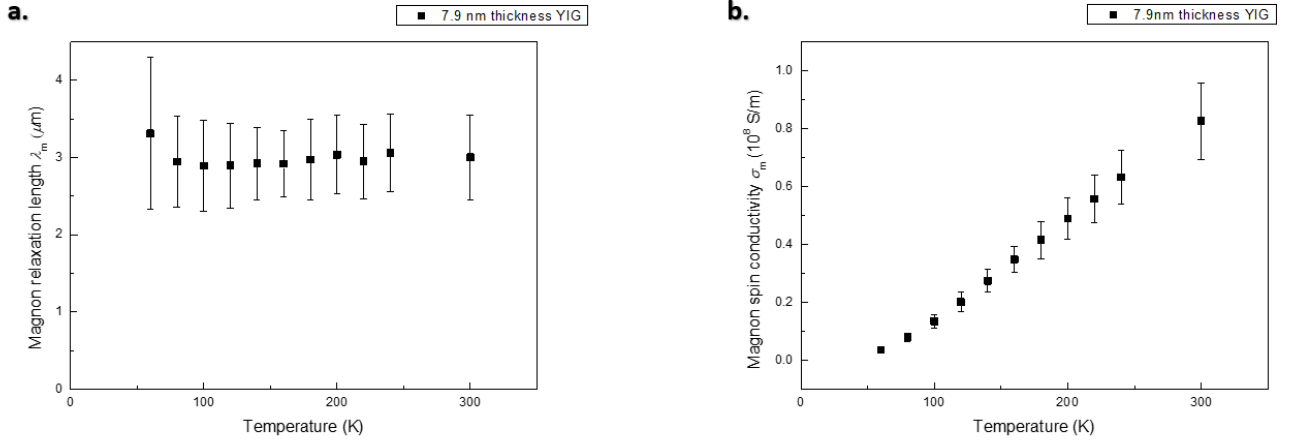 a.
7.9 nm thickness YIG
Magnon relaxation length λm (μm)
4
3
2
1
0
0
100
200
300
Temperature (K)
b.
7.9nm thickness YIG
Magnon spin conductivity σm (10⁸ S/m)
1.0
0.8
0.6
0.4
0.2
0.0
0
100
200
300
Temperature (K)